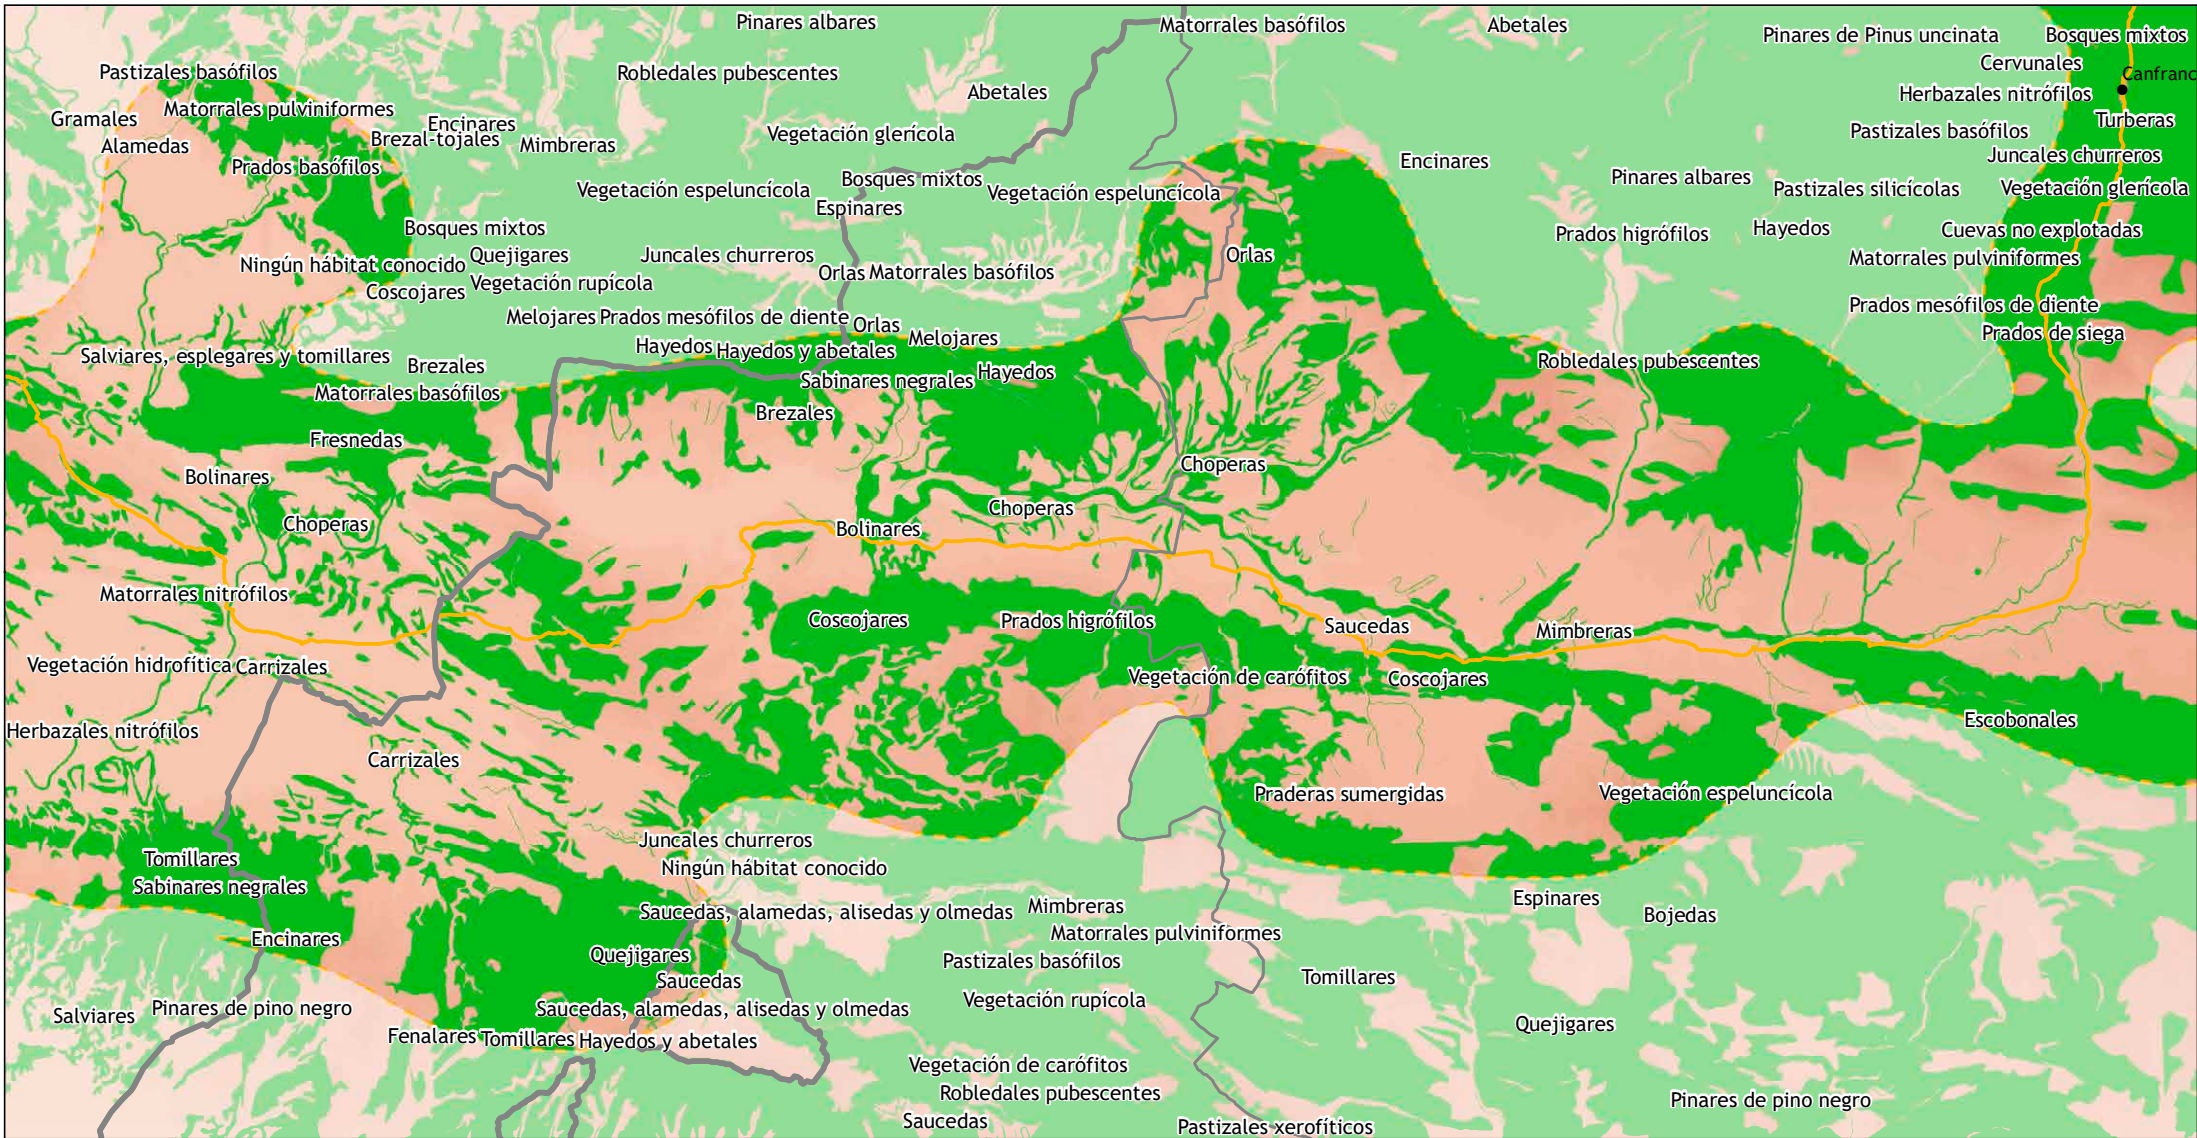 Pinares albares
Matorrales basófilos
Abetales
Pinares de Pinus uncinata
Bosques mixtos
Cervunales
Pastizales basófilos
Robledales pubescentes
Canfranc
Abetales
Herbazales nitrófilos
Matorrales pulviniformes
Gramales
Turberas
Encinares
Vegetación glerícola
Pastizales basófilos
Brezal-tojales
Mimbreras
Alamedas
Juncales churreros
Encinares
Prados basófilos
Pinares albares
Bosques mixtos
Vegetación espeluncícola
Vegetación espeluncícola
Pastizales silicícolas
Vegetación glerícola
Espinares
Bosques mixtos
Hayedos
Cuevas no explotadas
Prados higrófilos
Quejigares
Juncales churreros
Orlas
Matorrales pulviniformes
Ningún hábitat conocido
Orlas
Matorrales basófilos
Vegetación rupícola
Coscojares
Prados mesófilos de diente
Melojares
Prados mesófilos de diente
Orlas
Prados de siega
Melojares
Hayedos
Hayedos y abetales
Salviares, esplegares y tomillares
Robledales pubescentes
Brezales
Hayedos
Sabinares negrales
Matorrales basófilos
Brezales
Fresnedas
Choperas
Bolinares
Choperas
Choperas
Bolinares
Matorrales nitrófilos
Coscojares
Prados higrófilos
Saucedas
Mimbreras
Vegetación hidrofítica
Carrizales
Vegetación de carófitos
Coscojares
Escobonales
Herbazales nitrófilos
Carrizales
Praderas sumergidas
Vegetación espeluncícola
Juncales churreros
Tomillares
Ningún hábitat conocido
Sabinares negrales
Espinares
Mimbreras
Saucedas, alamedas, alisedas y olmedas
Bojedas
Matorrales pulviniformes
Encinares
Quejigares
Pastizales basófilos
Tomillares
Saucedas
Vegetación rupícola
Pinares de pino negro
Saucedas, alamedas, alisedas y olmedas
Salviares
Quejigares
Fenalares
Tomillares
Hayedos y abetales
Vegetación de carófitos
Robledales pubescentes
Pinares de pino negro
Saucedas
Pastizales xerofíticos